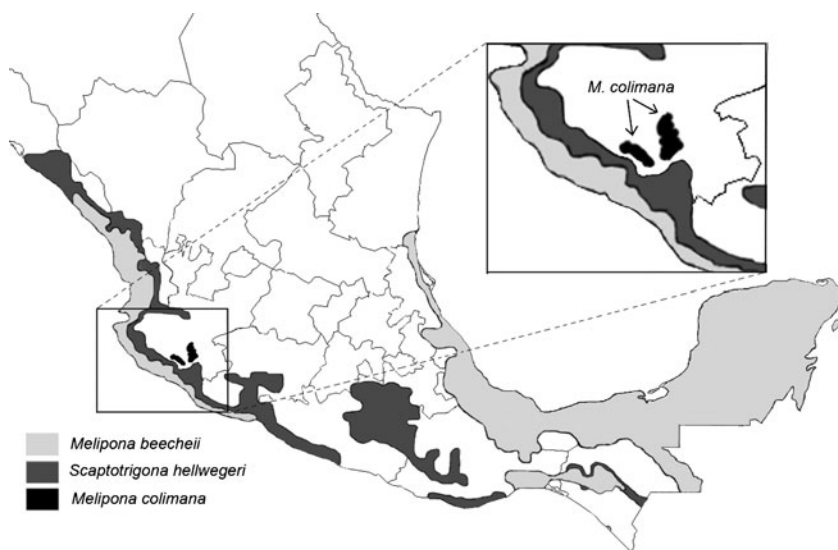 M. colimana
Melipona beecheii
Scaptotrigona hellwegeri
Melipona colimana